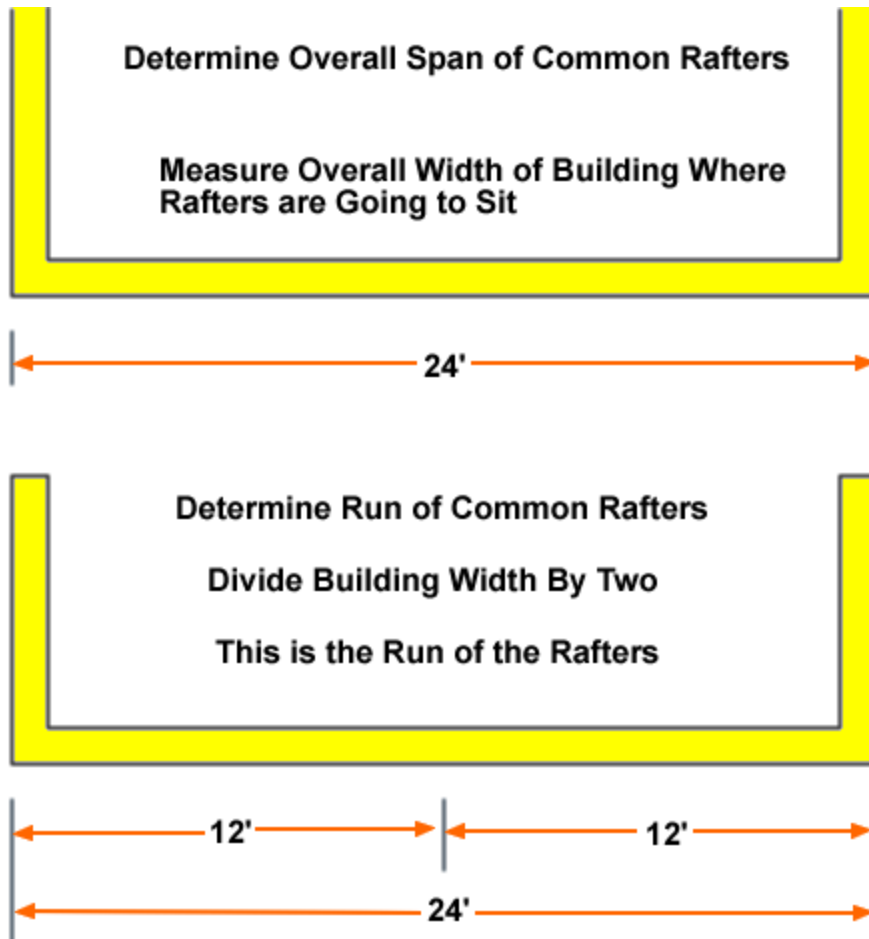 Determine Overall Span of Common Rafters
Measure Overall Width of Building Where
Rafters are Going to Sit
24'
Determine Run of Common Rafters
Divide Building Width By Two
This is the Run of the Rafters
12'
12'
24'